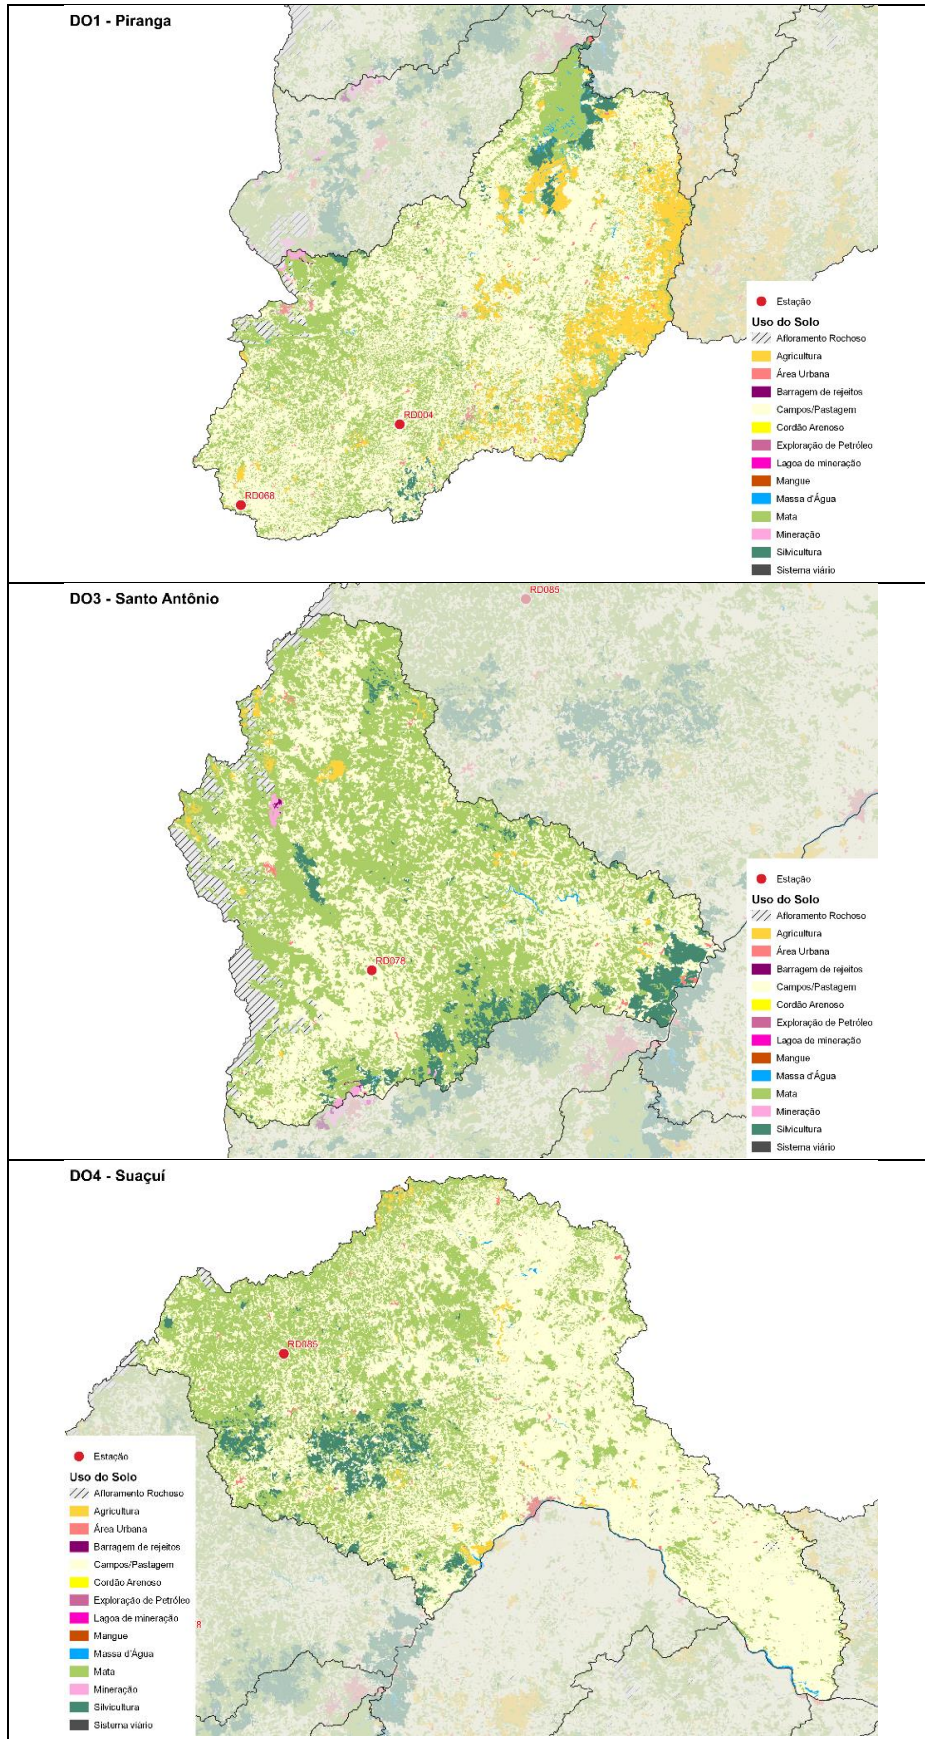 DO1 - Piranga
RD004
RD068
Estação
Uso do Solo
Afloramento Rochoso
Agricultura
Área Urbana
Barragem de rejeitos
Campos/Pastagem
Cordão Arenoso
Exploração de Petróleo
Lagoa de mineração
Mangue
Massa d'Água
Mata
Mineração
Silvicultura
Sistema viário
DO3 - Santo Antônio
RD085
RD078
Estação
Uso do Solo
Afloramento Rochoso
Agricultura
Área Urbana
Barragem de rejeitos
Campos/Pastagem
Cordão Arenoso
Exploração de Petróleo
Lagoa de mineração
Mangue
Massa d'Água
Mata
Mineração
Silvicultura
Sistema viário
DO4 - Suaçuí
RD085
Estação
Uso do Solo
Afloramento Rochoso
Agricultura
Área Urbana
Barragem de rejeitos
Campos/Pastagem
Cordão Arenoso
Exploração de Petróleo
Lagoa de mineração
Mangue
Massa d'Água
8
Mata
Mineração
Silvicultura
Sistema viário